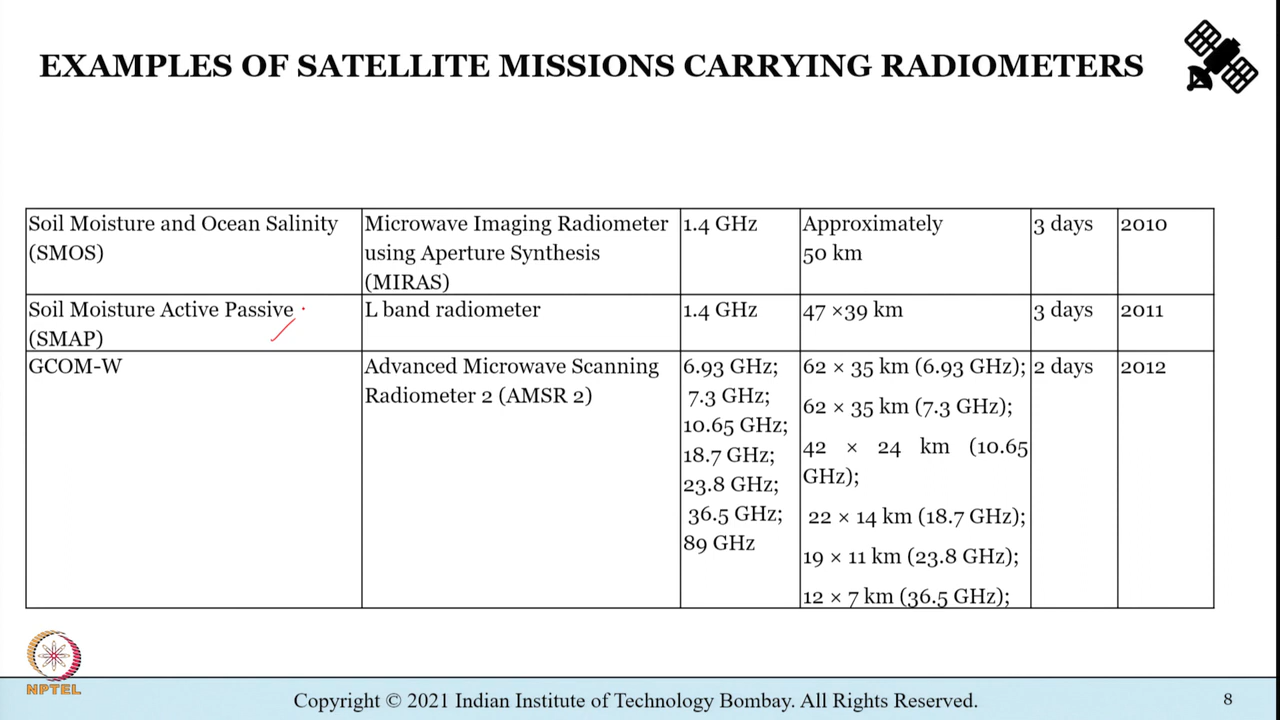 EXAMPLES OF SATELLITE MISSIONS CARRYING RADIOMETERS
Soil Moisture and Ocean Salinity
(SMOS)
Microwave Imaging Radiometer
using Aperture Synthesis
(MIRAS)
1.4 GHz
Approximately
50 km
3 days
2010
Soil Moisture Active Passive
(SMAP)
L band radiometer
1.4 GHz
47 ×39 km
3 days
2011
GCOM-W
Advanced Microwave Scanning
Radiometer 2 (AMSR 2)
6.93 GHz;
7.3 GHz;
10.65 GHz;
18.7 GHz;
23.8 GHz;
36.5 GHz;
89 GHz
62 × 35 km (6.93 GHz);
62 × 35 km (7.3 GHz);
42 × 24 km (10.65
GHz);
22 × 14 km (18.7 GHz);
19 × 11 km (23.8 GHz);
12 × 7 km (36.5 GHz);
2 days
2012
NPTEL
Copyright © 2021 Indian Institute of Technology Bombay. All Rights Reserved.
8